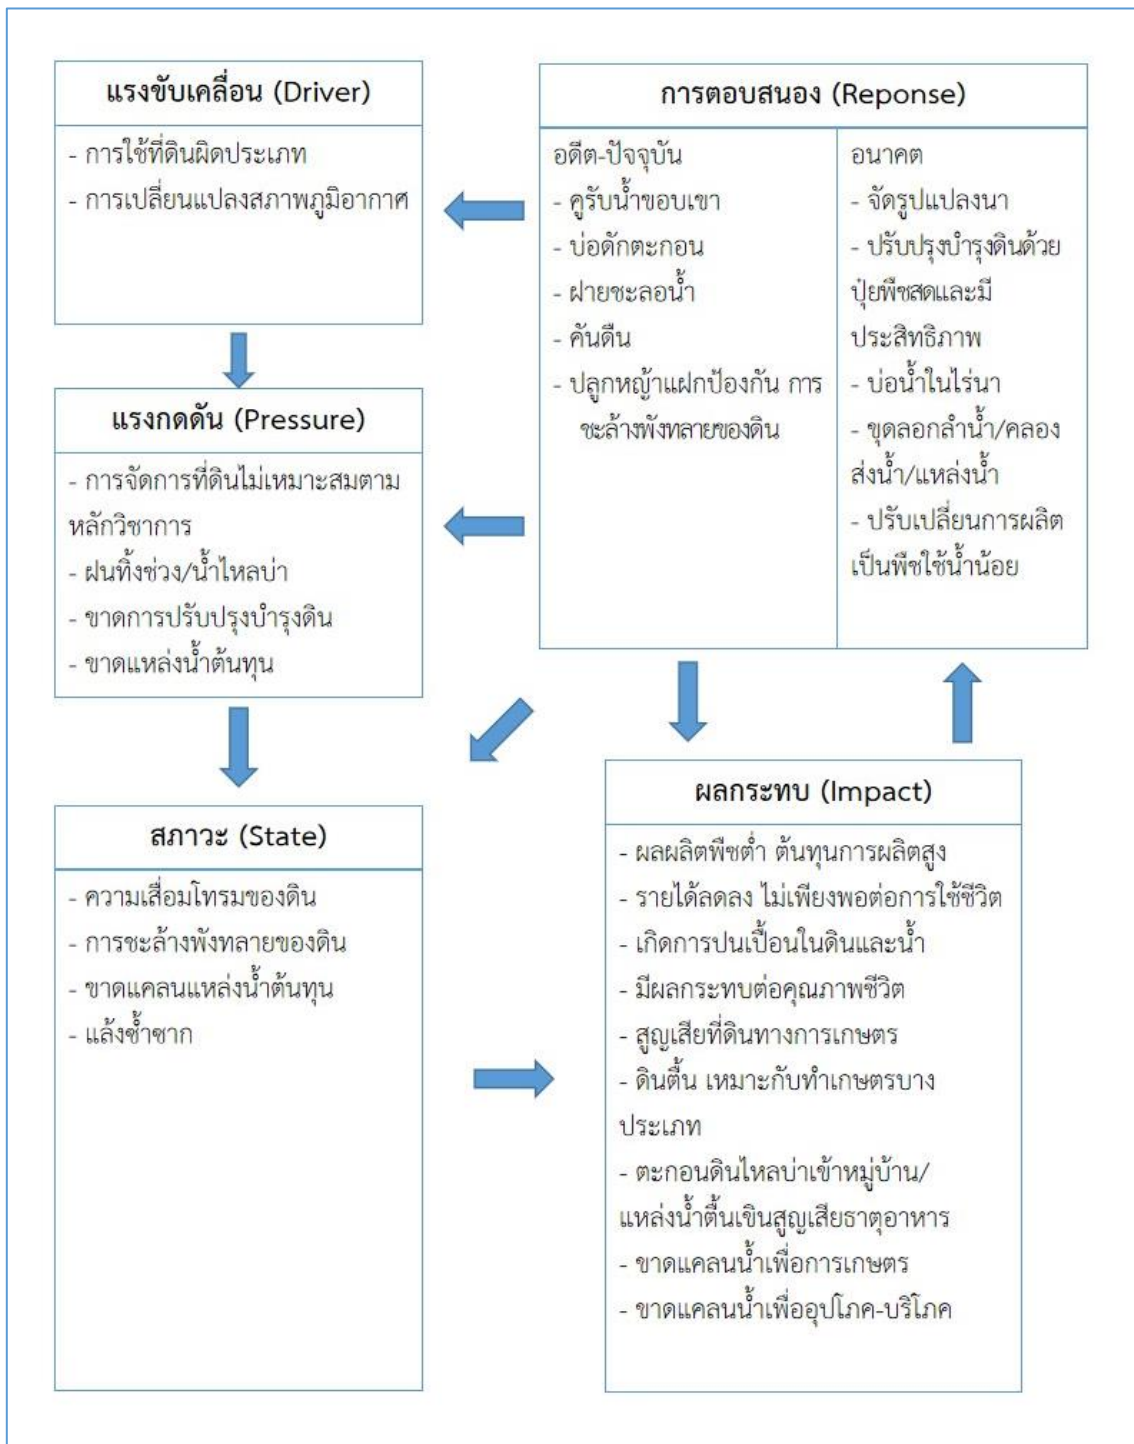 แรงขับเคลื่อน (Driver)
- การใช้ที่ดินผิดประเภท
- การเปลี่ยนแปลงสภาพภูมิอากาศ
การตอบสนอง (Reponse)
อดีต-ปัจจุบัน
- คูรับน้ำขอบเขา
- บ่อดักตะกอน
- ฝายชะลอน้ำ
- คันดืน
- ปลูกหญ้าแฝกป้องกัน การ
ชะล้างพังทลายของดิน
อนาคต
- จัดรูปแปลงนา
- ปรับปรุงบำรุงดินด้วย
ปุ๋ยพืชสดและมี
ประสิทธิภาพ
- บ่อน้ำในไร่นา
- ขุดลอกลำน้ำ/คลอง
ส่งน้ำ/แหล่งน้ำ
- ปรับเปลี่ยนการผลิต
เป็นพืชใช้น้ำน้อย
แรงกดดัน (Pressure)
- การจัดการที่ดินไม่เหมาะสมตาม
หลักวิชาการ
- ฝนทิ้งช่วง/น้ำไหลบ่า
- ขาดการปรับปรุงบำรุงดิน
- ขาดแหล่งน้ำต้นทุน
สภาวะ (State)
- ความเสื่อมโทรมของดิน
- การชะล้างพังทลายของดิน
- ขาดแคลนแหล่งน้ำต้นทุน
- แล้งซ้ำซาก
ผลกระทบ (Impact)
- ผลผลิตพืชต่ำ ต้นทุนการผลิตสูง
- รายได้ลดลง ไม่เพียงพอต่อการใช้ชีวิต
- เกิดการปนเปื้อนในดินและน้ำ
- มีผลกระทบต่อคุณภาพชีวิต
- สูญเสียที่ดินทางการเกษตร
- ดินตื้น เหมาะกับทำเกษตรบาง
ประเภท
- ตะกอนดินไหลบ่าเข้าหมู่บ้าน/
แหล่งน้ำตื้นเขินสูญเสียธาตุอาหาร
- ขาดแคลนน้ำเพื่อการเกษตร
- ขาดแคลนน้ำเพื่ออุปโภค-บริโภค